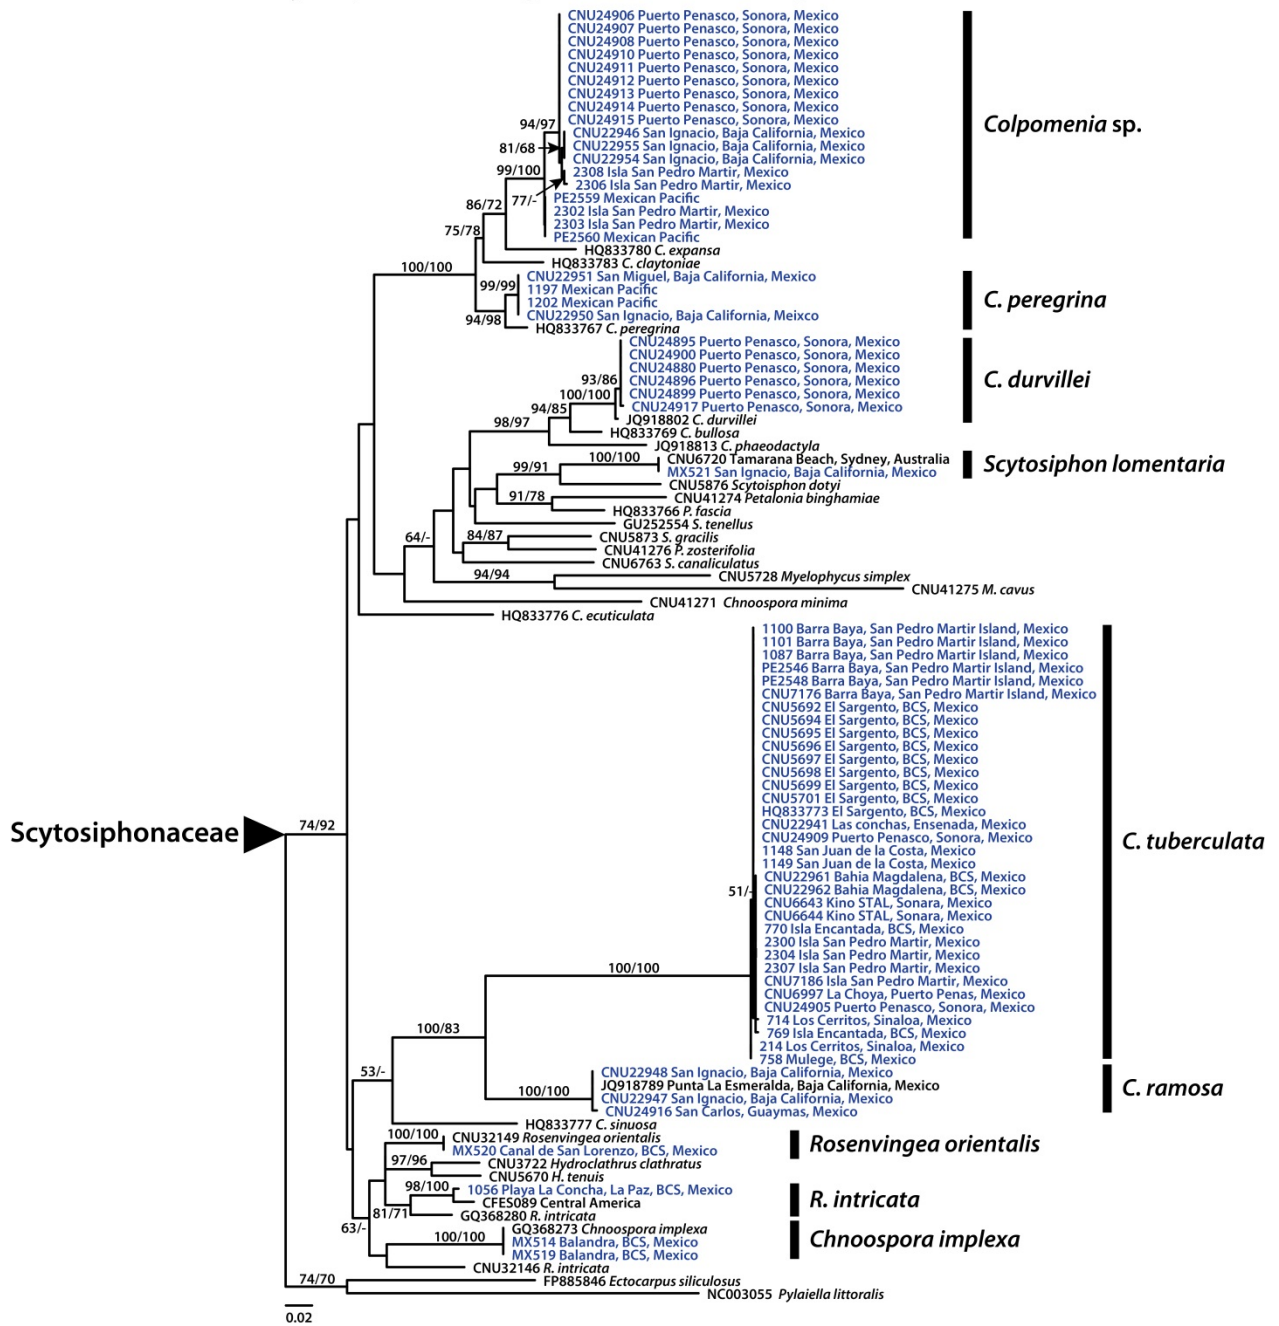 CNU24906 Puerto Penasco, Sonora, Mexico
CNU24907 Puerto Penasco, Sonora, Mexico
CNU24908 Puerto Penasco, Sonora, Mexico
CNU24910 Puerto Penasco, Sonora, Mexico
CNU24911 Puerto Penasco, Sonora, Mexico
CNU24912 Puerto Penasco, Sonora, Mexico
CNU24913 Puerto Penasco, Sonora, Mexico
CNU24914 Puerto Penasco, Sonora, Mexico
CNU24915 Puerto Penasco, Sonora, Mexico
94/97
CNU22946 San Ignacio, Baja California, Mexico
81/68
CNU22955 San Ignacio, Baja California, Mexico
CNU22954 San Ignacio, Baja California, Mexico
Colpomenia sp.
99/100
2308 Isla San Pedro Martir, Mexico
2306 Isla San Pedro Martir, Mexico
77/-
PE2559 Mexican Pacific
86/72
2302 Isla San Pedro Martir, Mexico
2303 Isla San Pedro Martir, Mexico
75/78
PE2560 Mexican Pacific
HQ833780 C. expansa
HQ833783 C. claytoniae
100/100
CNU22951 San Miguel, Baja California, Mexico
99/99
1197 Mexican Pacific
1202 Mexican Pacific
C. peregrina
94/98
CNU22950 San Ignacio, Baja California, Meixco
HQ833767 C. peregrina
CNU24895 Puerto Penasco, Sonora, Mexico
CNU24900 Puerto Penasco, Sonora, Mexico
CNU24880 Puerto Penasco, Sonora, Mexico
93/86
CNU24896 Puerto Penasco, Sonora, Mexico
C. durvillei
100/100
CNU24899 Puerto Penasco, Sonora, Mexico
94/85
CNU24917 Puerto Penasco, Sonora, Mexico
98/97
JQ918802 C. durvillei
HQ833769 C. bullosa
JQ918813 C. phaeodactyla
100/100
CNU6720 Tamarana Beach, Sydney, Australia
99/91
MX521 San Ignacio, Baja California, Mexico
Scytosiphon lomentaria
CNU5876 Scytoisphon dotyi
91/78
CNU41274 Petalonia binghamiae
HQ833766 P. fascia
GU252554 S. tenellus
64/-
84/87
CNU5873 S. gracilis
CNU41276 P. zosterifolia
CNU6763 S. canaliculatus
94/94
CNU5728 Myelophycus simplex
CNU41275 M. cavus
CNU41271 Chnoospora minima
HQ833776 C. ecuticulata
1100 Barra Baya, San Pedro Martir Island, Mexico
1101 Barra Baya, San Pedro Martir Island, Mexico
1087 Barra Baya, San Pedro Martir Island, Mexico
PE2546 Barra Baya, San Pedro Martir Island, Mexico
PE2548 Barra Baya, San Pedro Martir Island, Mexico
CNU7176 Barra Baya, San Pedro Martir Island, Mexico
CNU5692 El Sargento, BCS, Mexico
CNU5694 El Sargento, BCS, Mexico
CNU5695 El Sargento, BCS, Mexico
CNU5696 El Sargento, BCS, Mexico
CNU5697 El Sargento, BCS, Mexico
CNU5698 El Sargento, BCS, Mexico
CNU5699 El Sargento, BCS, Mexico
CNU5701 El Sargento, BCS, Mexico
HQ833773 El Sargento, BCS, Mexico
CNU22941 Las conchas, Ensenada, Mexico
Scytosiphonaceae
74/92
CNU24909 Puerto Penasco, Sonora, Mexico
C. tuberculata
1148 San Juan de la Costa, Mexico
1149 San Juan de la Costa, Mexico
CNU22961 Bahia Magdalena, BCS, Mexico
51/-
CNU22962 Bahia Magdalena, BCS, Mexico
CNU6643 Kino STAL, Sonara, Mexico
CNU6644 Kino STAL, Sonara, Mexico
770 Isla Encantada, BCS, Mexico
2300 Isla San Pedro Martir, Mexico
2304 Isla San Pedro Martir, Mexico
100/100
2307 Isla San Pedro Martir, Mexico
CNU7186 Isla San Pedro Martir, Mexico
CNU6997 La Choya, Puerto Penas, Mexico
CNU24905 Puerto Penasco, Sonora, Mexico
714 Los Cerritos, Sinaloa, Mexico
100/83
769 Isla Encantada, BCS, Mexico
214 Los Cerritos, Sinaloa, Mexico
758 Mulege, BCS, Mexico
53/-
CNU22948 San Ignacio, Baja California, Mexico
100/100
JQ918789 Punta La Esmeralda, Baja California, Mexico
C. ramosa
CNU22947 San Ignacio, Baja California, Mexico
CNU24916 San Carlos, Guaymas, Mexico
HQ833777 C. sinuosa
100/100
CNU32149 Rosenvingea orientalis
Rosenvingea orientalis
MX520 Canal de San Lorenzo, BCS, Mexico
97/96
CNU3722 Hydroclathrus clathratus
CNU5670 H. tenuis
98/100
1056 Playa La Concha, La Paz, BCS, Mexico
CFES089 Central America
R. intricata
81/71
GQ368280 R. intricata
63/-
GQ368273 Chnoospora implexa
100/100
MX514 Balandra, BCS, Mexico
Chnoospora implexa
MX519 Balandra, BCS, Mexico
CNU32146 R. intricata
74/70
FP885846 Ectocarpus siliculosus
NC003055 Pylaiella littoralis
0.02